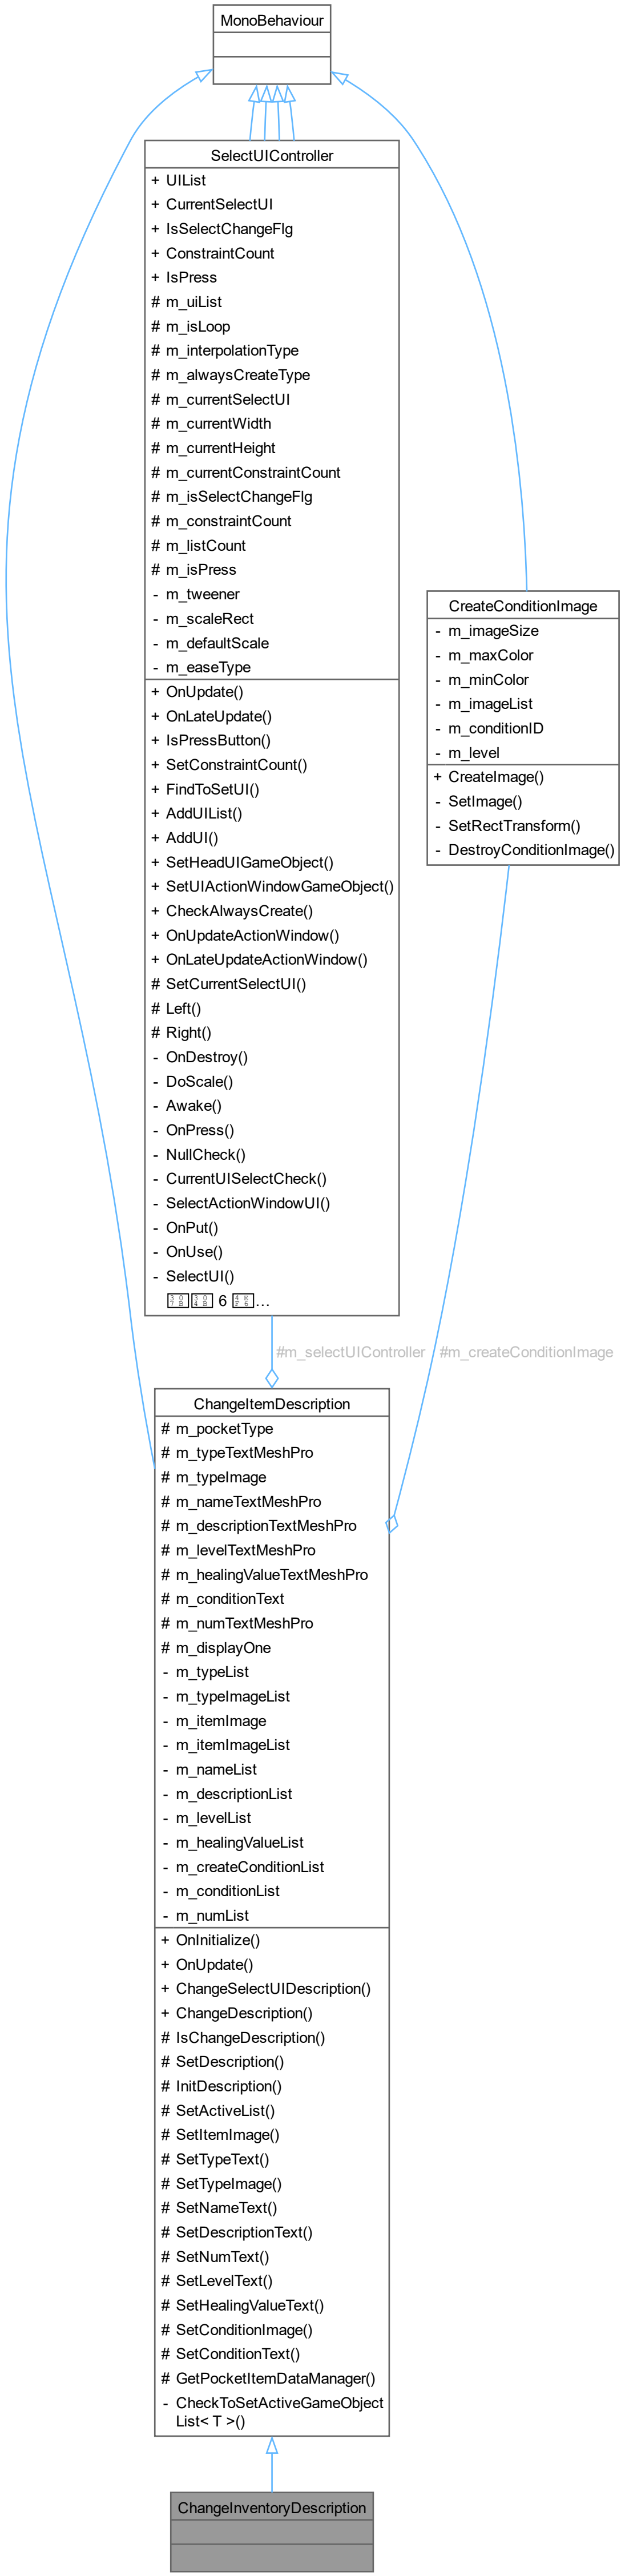 MonoBehaviour
SelectUIController
+ UIList
+ CurrentSelectUI
+ IsSelectChangeFlg
+ ConstraintCount
+ IsPress
# m_uiList
# m_isLoop
# m_interpolationType
# m_alwaysCreateType
# m_currentSelectUI
# m_currentWidth
# m_currentHeight
# m_currentConstraintCount
# m_isSelectChangeFlg
# m_constraintCount
# m_listCount
# m_isPress
- m_tweener
- m_scaleRect
- m_defaultScale
- m_easeType
+ OnUpdate()
+ OnLateUpdate()
+ IsPressButton()
+ SetConstraintCount()
+ FindToSetUI()
+ AddUIList()
+ AddUI()
+ SetHeadUIGameObject()
+ SetUIActionWindowGameObject()
+ CheckAlwaysCreate()
+ OnUpdateActionWindow()
+ OnLateUpdateActionWindow()
# SetCurrentSelectUI()
# Left()
# Right()
- OnDestroy()
- DoScale()
- Awake()
- OnPress()
- NullCheck()
- CurrentUISelectCheck()
- SelectActionWindowUI()
- OnPut()
- OnUse()
- SelectUI()
6 ...
CreateConditionImage
- m_imageSize
- m_maxColor
- m_minColor
- m_imageList
- m_conditionID
- m_level
+ CreateImage()
- SetImage()
- SetRectTransform()
- DestroyConditionImage()
#m_selectUIController
#m_createConditionImage
ChangeItemDescription
# m_pocketType
# m_typeTextMeshPro
# m_typeImage
# m_nameTextMeshPro
# m_descriptionTextMeshPro
# m_levelTextMeshPro
# m_healingValueTextMeshPro
# m_conditionText
# m_numTextMeshPro
# m_displayOne
- m_typeList
- m_typeImageList
- m_itemImage
- m_itemImageList
- m_nameList
- m_descriptionList
- m_levelList
- m_healingValueList
- m_createConditionList
- m_conditionList
- m_numList
+ OnInitialize()
+ OnUpdate()
+ ChangeSelectUIDescription()
+ ChangeDescription()
# IsChangeDescription()
# SetDescription()
# InitDescription()
# SetActiveList()
# SetItemImage()
# SetTypeText()
# SetTypeImage()
# SetNameText()
# SetDescriptionText()
# SetNumText()
# SetLevelText()
# SetHealingValueText()
# SetConditionImage()
# SetConditionText()
# GetPocketItemDataManager()
- CheckToSetActiveGameObject
List< T >()
ChangeInventoryDescription